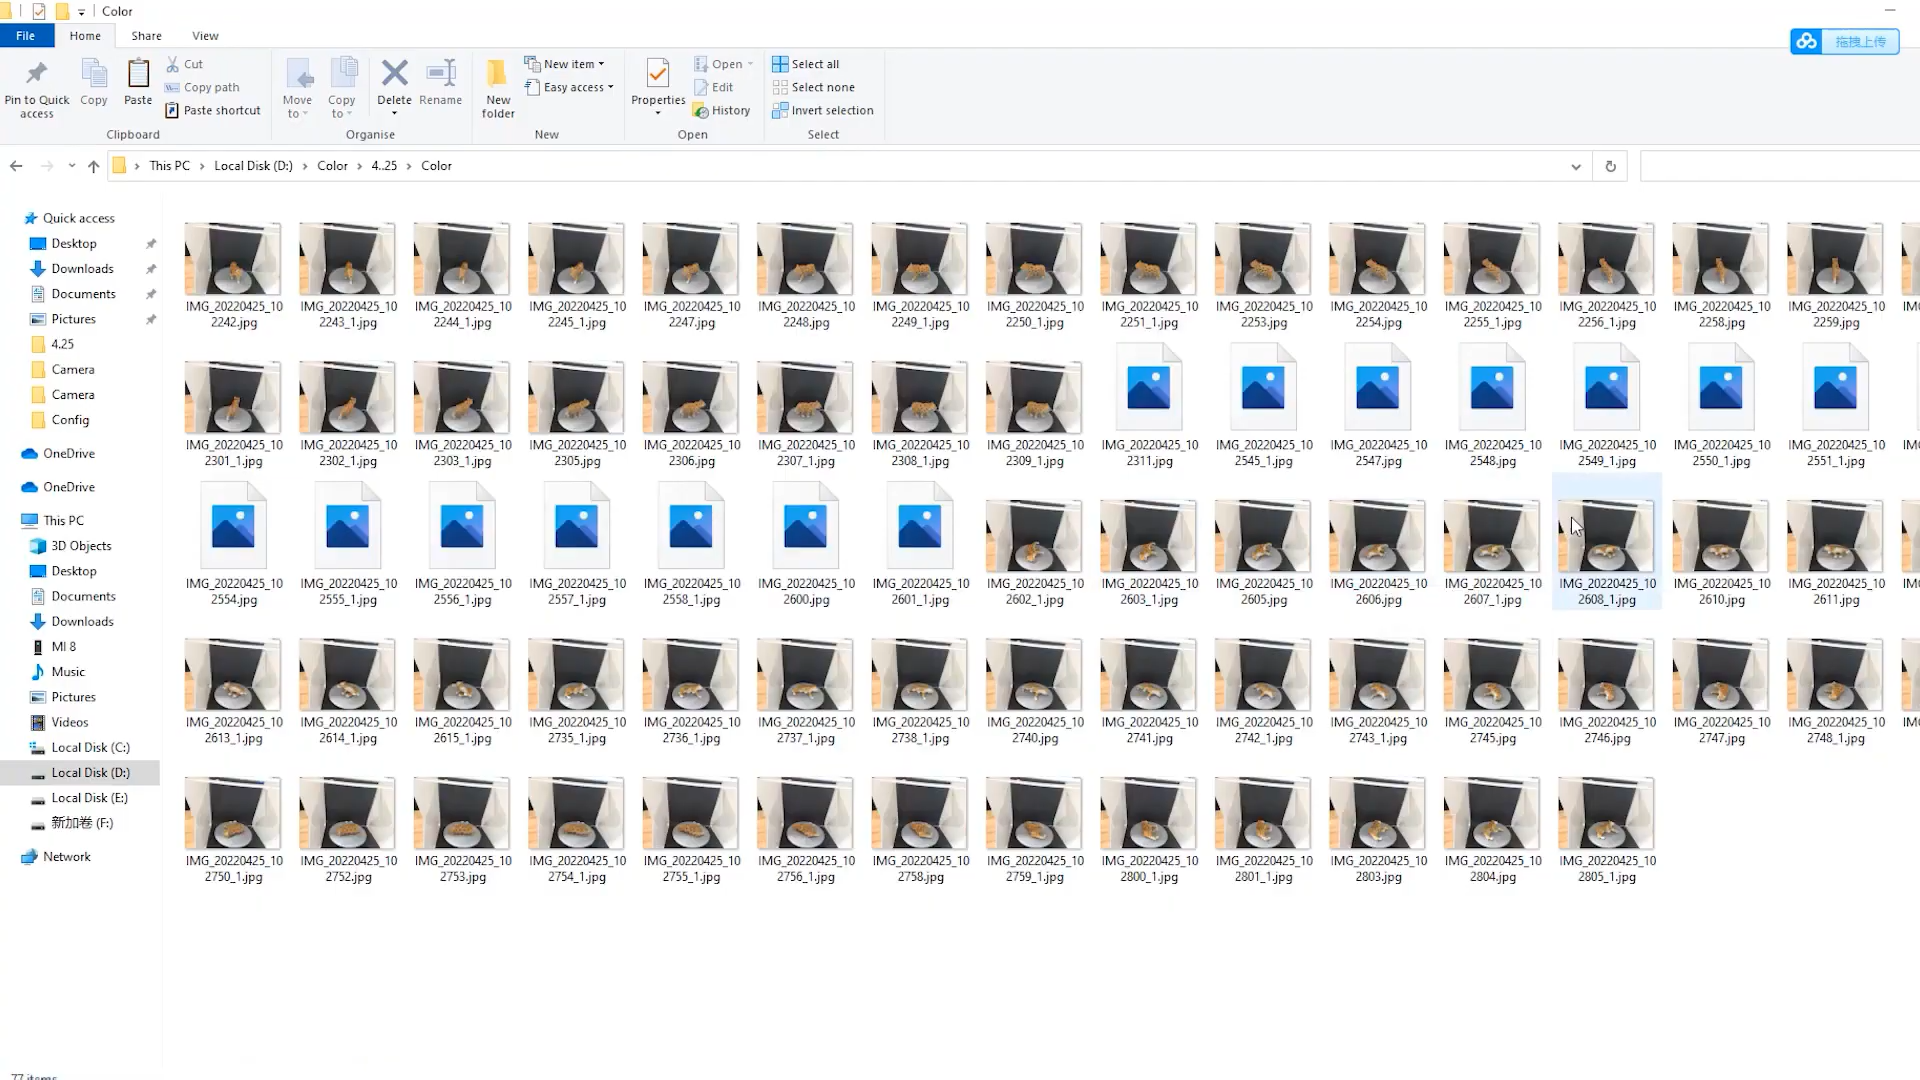 Color
File
Home
Share
View
拖拽上传
Pin to Quick
access
Copy
Paste
Cut
Copy path
Paste shortcut
Clipboard
Move
to
Copy
to
Delete
Rename
Organise
New
folder
New item
Easy access
New
Properties
Open
Edit
History
Open
Select all
Select none
Invert selection
Select
This PC
Local Disk (D:)
Color
4..25
Color
Quick access
Desktop
Downloads
Documents
Pictures
4.25
Camera
Camera
Config
OneDrive
OneDrive
This PC
3D Objects
Desktop
Documents
Downloads
MI 8
Music
Pictures
Videos
Local Disk (C:)
Local Disk (D:)
Local Disk (E:)
新加卷 (F:)
Network
IMG_20220425_10 IMG_20220425_10 IMG_20220425_10 IMG_20220425_10 IMG_20220425_10 IMG_20220425_10 IMG_20220425_10 IMG_20220425_10 IMG_20220425_10 IMG_20220425_10 IMG_20220425_10 IMG_20220425_10 IMG_20220425_10 IMG_20220425_10 IMG_20220425_10
2242.jpg 2243_1.jpg 2244_1.jpg 2245_1.jpg 2247.jpg 2248.jpg 2249_1.jpg 2250_1.jpg 2251_1.jpg 2253.jpg 2254.jpg 2255_1.jpg 2256_1.jpg 2258.jpg 2259.jpg
IMG_20220425_10 IMG_20220425_10 IMG_20220425_10 IMG_20220425_10 IMG_20220425_10 IMG_20220425_10 IMG_20220425_10 IMG_20220425_10 IMG_20220425_10 IMG_20220425_10 IMG_20220425_10 IMG_20220425_10 IMG_20220425_10 IMG_20220425_10 IMG_20220425_10
2301_1.jpg 2302_1.jpg 2303_1.jpg 2305.jpg 2306.jpg 2307_1.jpg 2308_1.jpg 2309_1.jpg 2311.jpg 2545_1.jpg 2547.jpg 2548.jpg 2549_1.jpg 2550_1.jpg 2551_1.jpg
IMG_20220425_10 IMG_20220425_10 IMG_20220425_10 IMG_20220425_10 IMG_20220425_10 IMG_20220425_10 IMG_20220425_10 IMG_20220425_10 IMG_20220425_10 IMG_20220425_10 IMG_20220425_10 IMG_20220425_10 IMG_20220425_10 IMG_20220425_10 IMG_20220425_10
2554.jpg 2555_1.jpg 2556_1.jpg 2557_1.jpg 2558_1.jpg 2600.jpg 2601_1.jpg 2602_1.jpg 2603_1.jpg 2605.jpg 2606.jpg 2607_1.jpg 2608_1.jpg 2610.jpg 2611.jpg
IMG_20220425_10 IMG_20220425_10 IMG_20220425_10 IMG_20220425_10 IMG_20220425_10 IMG_20220425_10 IMG_20220425_10 IMG_20220425_10 IMG_20220425_10 IMG_20220425_10 IMG_20220425_10 IMG_20220425_10 IMG_20220425_10 IMG_20220425_10 IMG_20220425_10
2613_1.jpg 2614_1.jpg 2615_1.jpg 2735_1.jpg 2736_1.jpg 2737_1.jpg 2738_1.jpg 2740.jpg 2741.jpg 2742_1.jpg 2743_1.jpg 2745.jpg 2746.jpg 2747.jpg 2748_1.jpg
IMG_20220425_10 IMG_20220425_10 IMG_20220425_10 IMG_20220425_10 IMG_20220425_10 IMG_20220425_10 IMG_20220425_10 IMG_20220425_10 IMG_20220425_10 IMG_20220425_10 IMG_20220425_10 IMG_20220425_10 IMG_20220425_10
2750_1.jpg 2752.jpg 2753.jpg 2754_1.jpg 2755_1.jpg 2756_1.jpg 2758.jpg 2759_1.jpg 2800_1.jpg 2801_1.jpg 2803.jpg 2804.jpg 2805_1.jpg
77 items